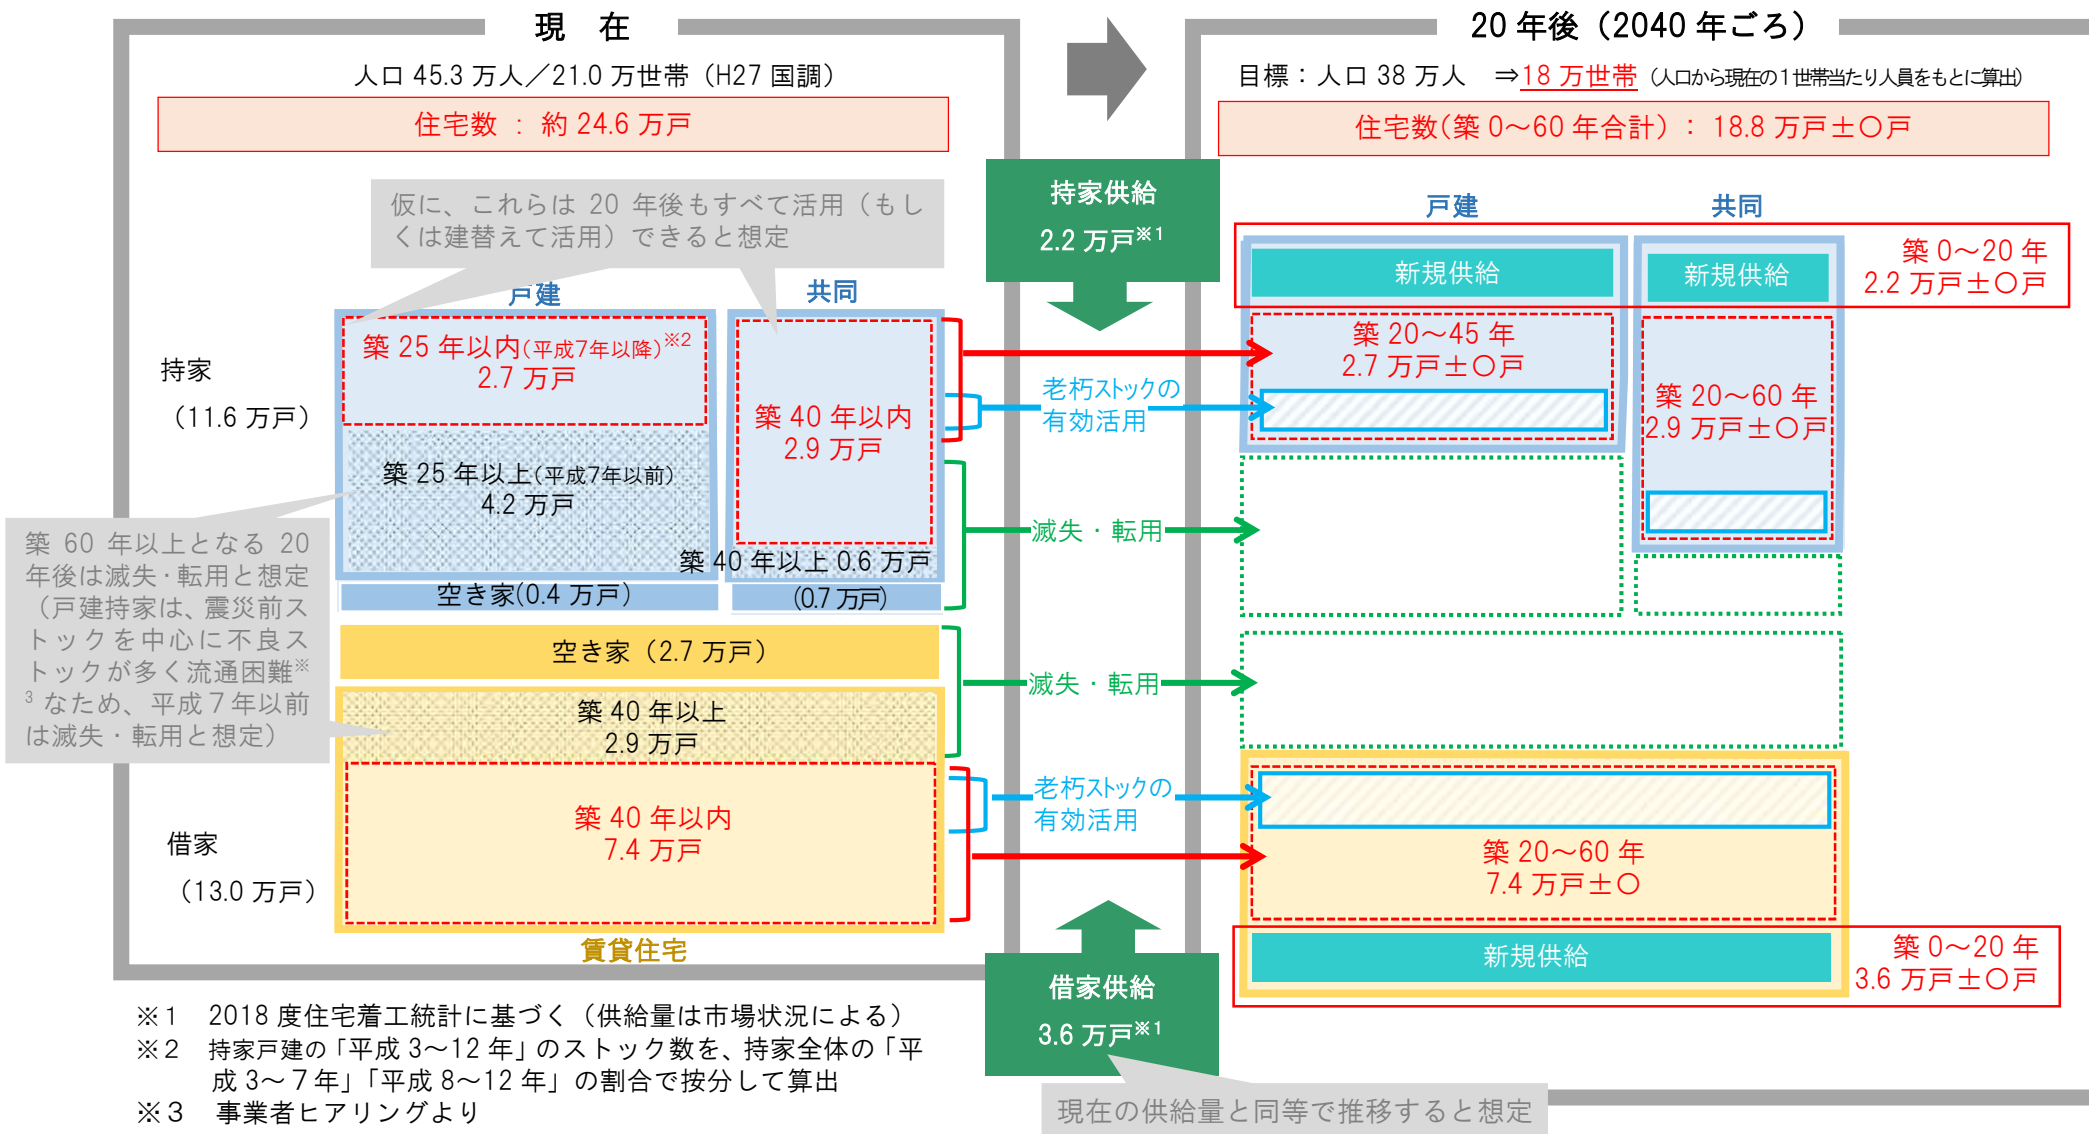 現　在
人口 45.3 万人／21.0 万世帯（H27 国調）
住宅数 ： 約 24.6 万戸
仮に、これらは 20 年後もすべて活用（もし
くは建替えて活用）できると想定
戸建
共同
持家
（11.6 万戸）
築 25 年以内(平成7年以降)※2
2.7 万戸
築 40 年以内
2.9 万戸
築 25 年以上(平成7年以前)
4.2 万戸
築 40 年以上 0.6 万戸
空き家(0.4 万戸)
(0.7 万戸)
築 60 年以上となる 20
年後は滅失・転用と想定
（戸建持家は、震災前ス
トックを中心に不良ス
トックが多く流通困難※
3 なため、平成７年以前
は滅失・転用と想定）
空き家（2.7 万戸）
築 40 年以上
2.9 万戸
築 40 年以内
7.4 万戸
借家
（13.0 万戸）
賃貸住宅
持家供給
2.2 万戸※1
老朽ストックの
有効活用
滅失・転用
滅失・転用
老朽ストックの
有効活用
借家供給
3.6 万戸※1
現在の供給量と同等で推移すると想定
20 年後（2040 年ごろ）
目標：人口 38 万人　⇒18 万世帯（人口から現在の１世帯当たり人員をもとに算出）
住宅数(築 0～60 年合計）： 18.8 万戸±〇戸
戸建
共同
新規供給
新規供給
築 0～20 年
2.2 万戸±〇戸
築 20～45 年
2.7 万戸±〇戸
築 20～60 年
2.9 万戸±〇戸
築 20～60 年
7.4 万戸±〇
新規供給
築 0～20 年
3.6 万戸±〇戸
※１　2018 度住宅着工統計に基づく（供給量は市場状況による）
※２　持家戸建の「平成 3～12 年」のストック数を、持家全体の「平
成 3～７年」「平成 8～12 年」の割合で按分して算出
※３　事業者ヒアリングより